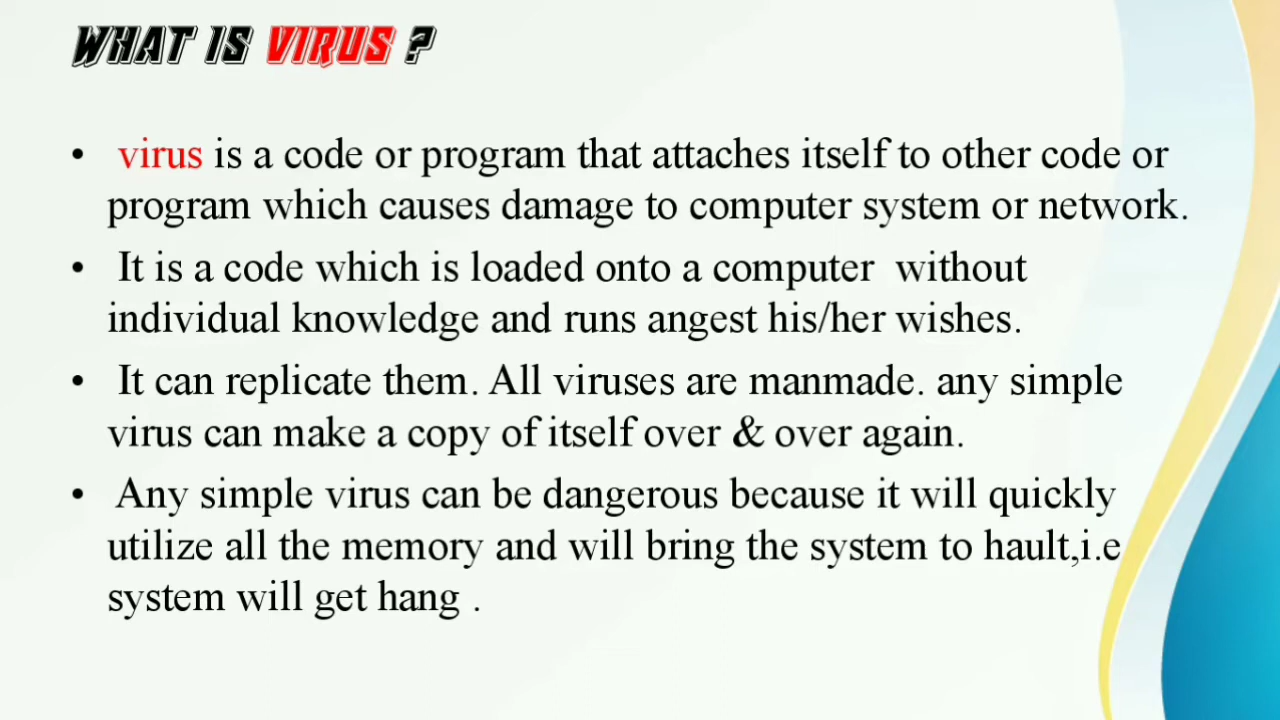 WHAT IS VIRUS ?
• virus is a code or program that attaches itself to other code or
program which causes damage to computer system or network.
• It is a code which is loaded onto a computer without
individual knowledge and runs angest his/her wishes.
• It can replicate them. All viruses are manmade. any simple
virus can make a copy of itself over & over again.
• Any simple virus can be dangerous because it will quickly
utilize all the memory and will bring the system to hault,i.e
system will get hang .